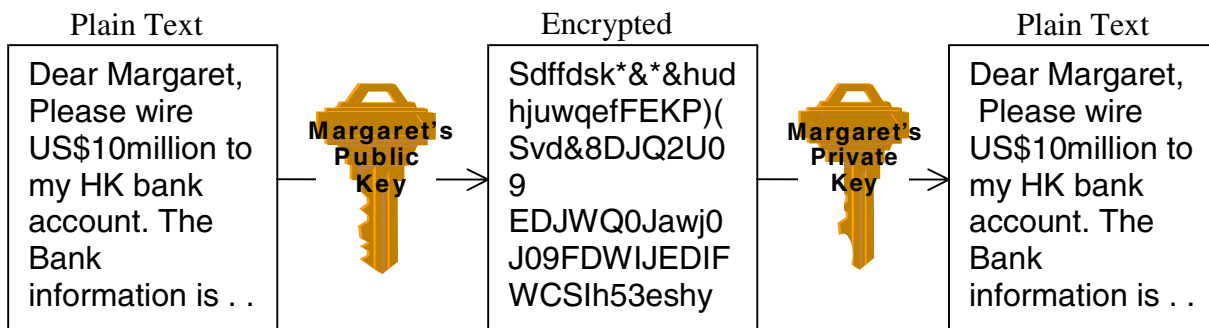 Plain Text
Dear Margaret,
Please wire
US$10million to
my HK bank
account. The
Bank
information is . .
Margaret's
Public
Key
Encrypted
Sdffdsk*&*&hud
hjuwqefFEKP)(
Svd&8DJQ2U0
9
EDJWQ0Jawj0
J09FDWIJEDIF
WCSIh53eshy
Margaret's
Private
Key
Plain Text
Dear Margaret,
Please wire
US$10million to
my HK bank
account. The
Bank
information is . .